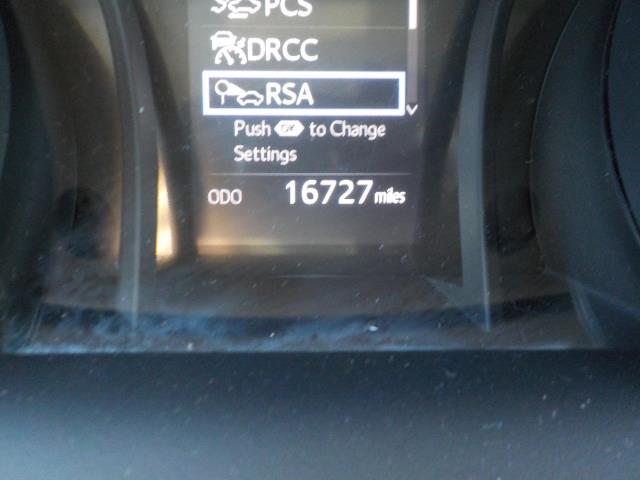 PCS
DRCC
RSA
Push OK to Change
Settings
ODO 16727 miles